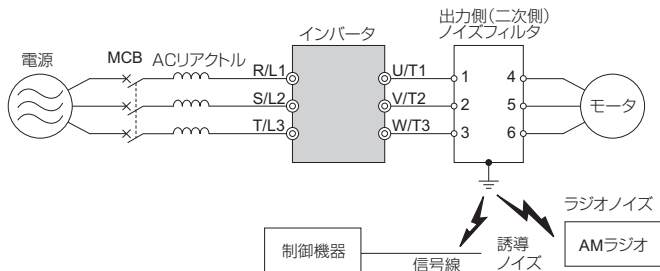 出力側(二次側)
ノイズフィルタ
インバータ
電源
MCB
ACリアクトル
R/L1
S/L2
T/L3
U/T1
V/T2
W/T3
1
2
3
4
5
6
モータ
ラジオノイズ
AMラジオ
誘導
ノイズ
制御機器
信号線